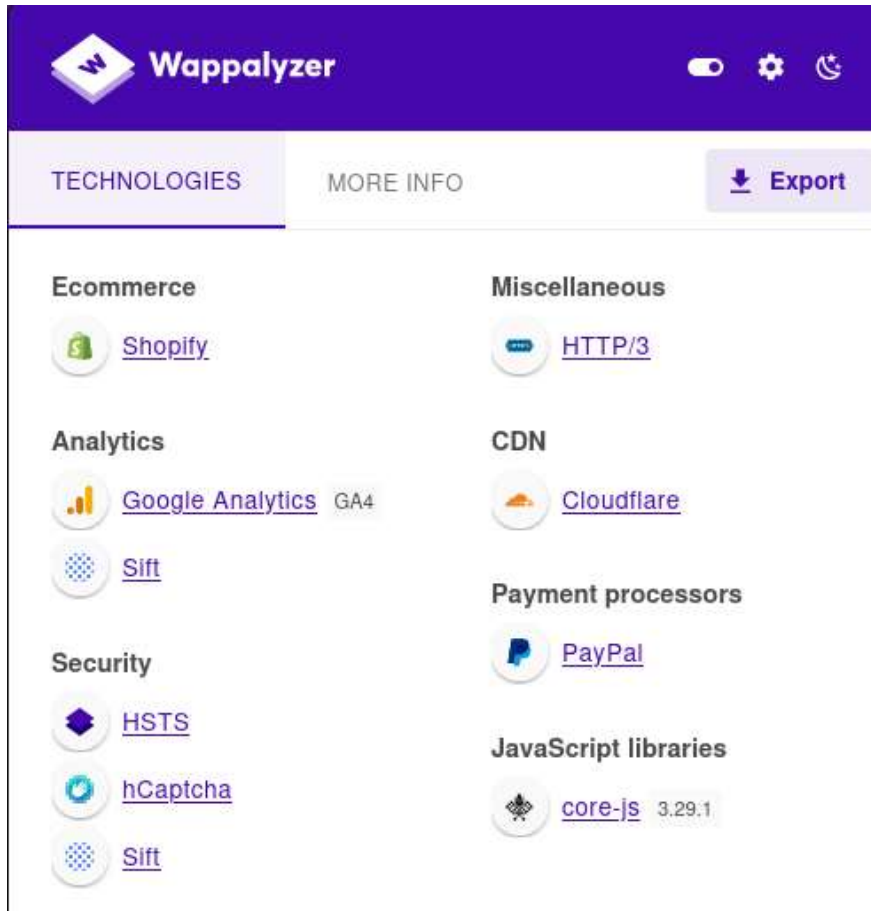 Wappalyzer
TECHNOLOGIES
MORE INFO
Export
Ecommerce
Shopify
Analytics
Google Analytics GA4
Sift
Security
HSTS
hCaptcha
Sift
Miscellaneous
HTTP/3
CDN
Cloudflare
Payment processors
PayPal
JavaScript libraries
core-js 3.29.1